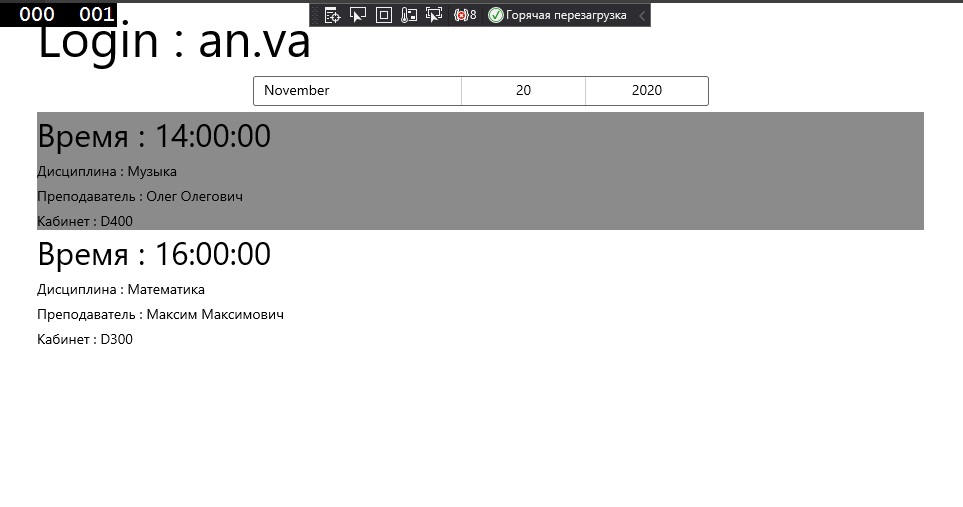 000 001
8 Горячая перезагрузка
Login : an.va
November 20 2020
Время : 14:00:00
Дисциплина : Музыка
Преподаватель : Олег Олегович
Кабинет : D400
Время : 16:00:00
Дисциплина : Математика
Преподаватель : Максим Максимович
Кабинет : D300